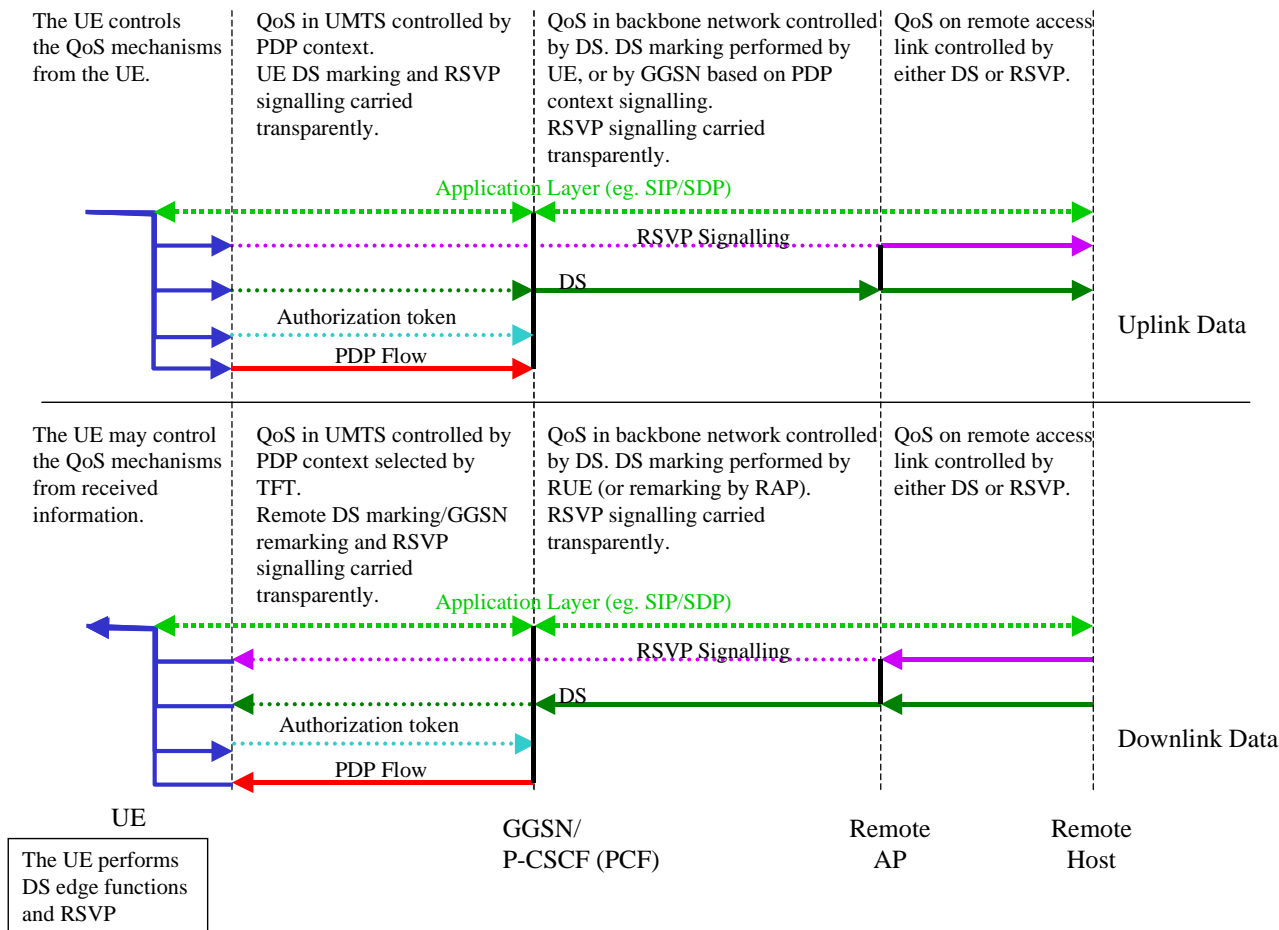 The UE controls
the QoS mechanisms
from the UE.
QoS in UMTS controlled by
PDP context.
UE DS marking and RSVP
signalling carried
transparently.
QoS in backbone network controlled
by DS. DS marking performed by
UE, or by GGSN based on PDP
context signalling.
RSVP signalling carried
transparently.
QoS on remote access
link controlled by
either DS or RSVP.
Application Layer (eg. SIP/SDP)
RSVP Signalling
DS
Authorization token
PDP Flow
Uplink Data
The UE may control
the QoS mechanisms
from received
information.
QoS in UMTS controlled by
PDP context selected by
TFT.
Remote DS marking/GGSN
remarking and RSVP
signalling carried
transparently.
QoS in backbone network controlled
by DS. DS marking performed by
RUE (or remarking by RAP).
RSVP signalling carried
transparently.
QoS on remote access
link controlled by
either DS or RSVP.
Application Layer (eg. SIP/SDP)
RSVP Signalling
DS
Authorization token
PDP Flow
Downlink Data
UE
GGSN/
P-CSCF (PCF)
Remote
AP
Remote
Host
The UE performs
DS edge functions
and RSVP